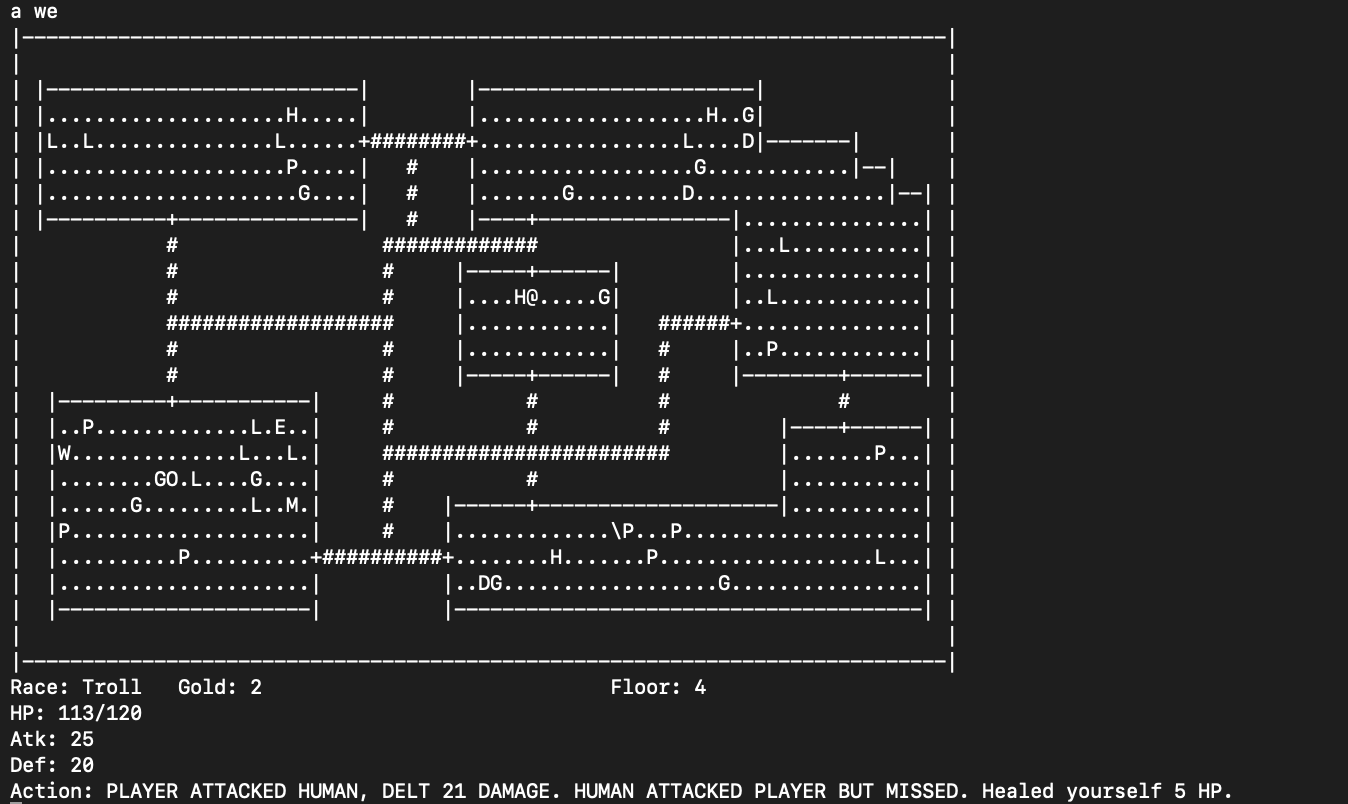 a we
|-----------------------------------------------------------------------------|
|                                                                             |
| |--------------------------|        |-----------------------|               |
| |....................H.....|        |...................H..G|               |
| |L..L...............L......+########+.................L....D|-------|       |
| |....................P.....|   #    |..................G............|--|    |
| |.....................G....|   #    |.......G.........D................|--| |
| |----------+---------------|   #    |----+----------------|...............| |
|            #                 #############                |...L...........| |
|            #                 #     |-----+------|         |...............| |
|            #                 #     |....H@.....G|         |..L............| |
|            ###################     |............|   ######+...............| |
|            #                 #     |............|   #     |..P............| |
|            #                 #     |-----+------|   #     |--------+------| |
|  |---------+-----------|     #           #          #              #        |
|  |..P.............L.E..|     #           #          #         |----+------| |
|  |W..............L...L.|     ########################         |.......P...| |
|  |........GO.L....G....|     #           #                    |...........| |
|  |......G.........L..M.|     #    |------+--------------------|...........| |
|  |P....................|     #    |.............\P...P....................| |
|  |..........P..........+##########+........H.......P..................L...| |
|  |.....................|          |..DG..................G................| |
|  |---------------------|          |---------------------------------------| |
|                                                                             |
|-----------------------------------------------------------------------------|
Race: Troll   Gold: 2                             Floor: 4
HP: 113/120
Atk: 25
Def: 20
Action: PLAYER ATTACKED HUMAN, DELT 21 DAMAGE. HUMAN ATTACKED PLAYER BUT MISSED. Healed yourself 5 HP.